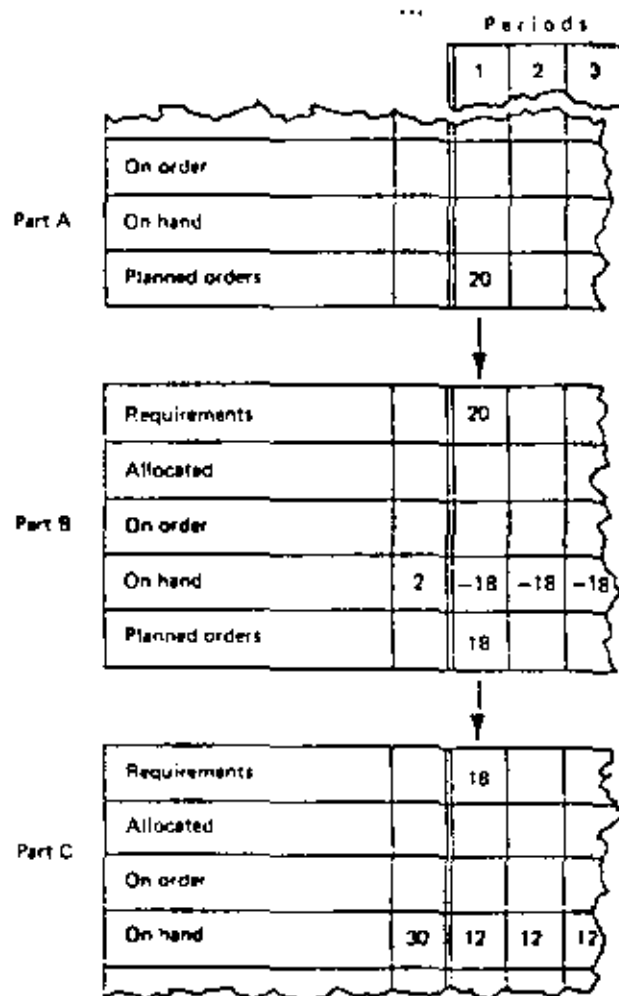 Periods
1 2 3
Part A
On order
On hand
Planned orders 20
Part B
Requirements 20
Allocated
On order
On hand 2 -18 -18 -18
Planned orders 18
Part C
Requirements 18
Allocated
On order
On hand 30 12 12 12